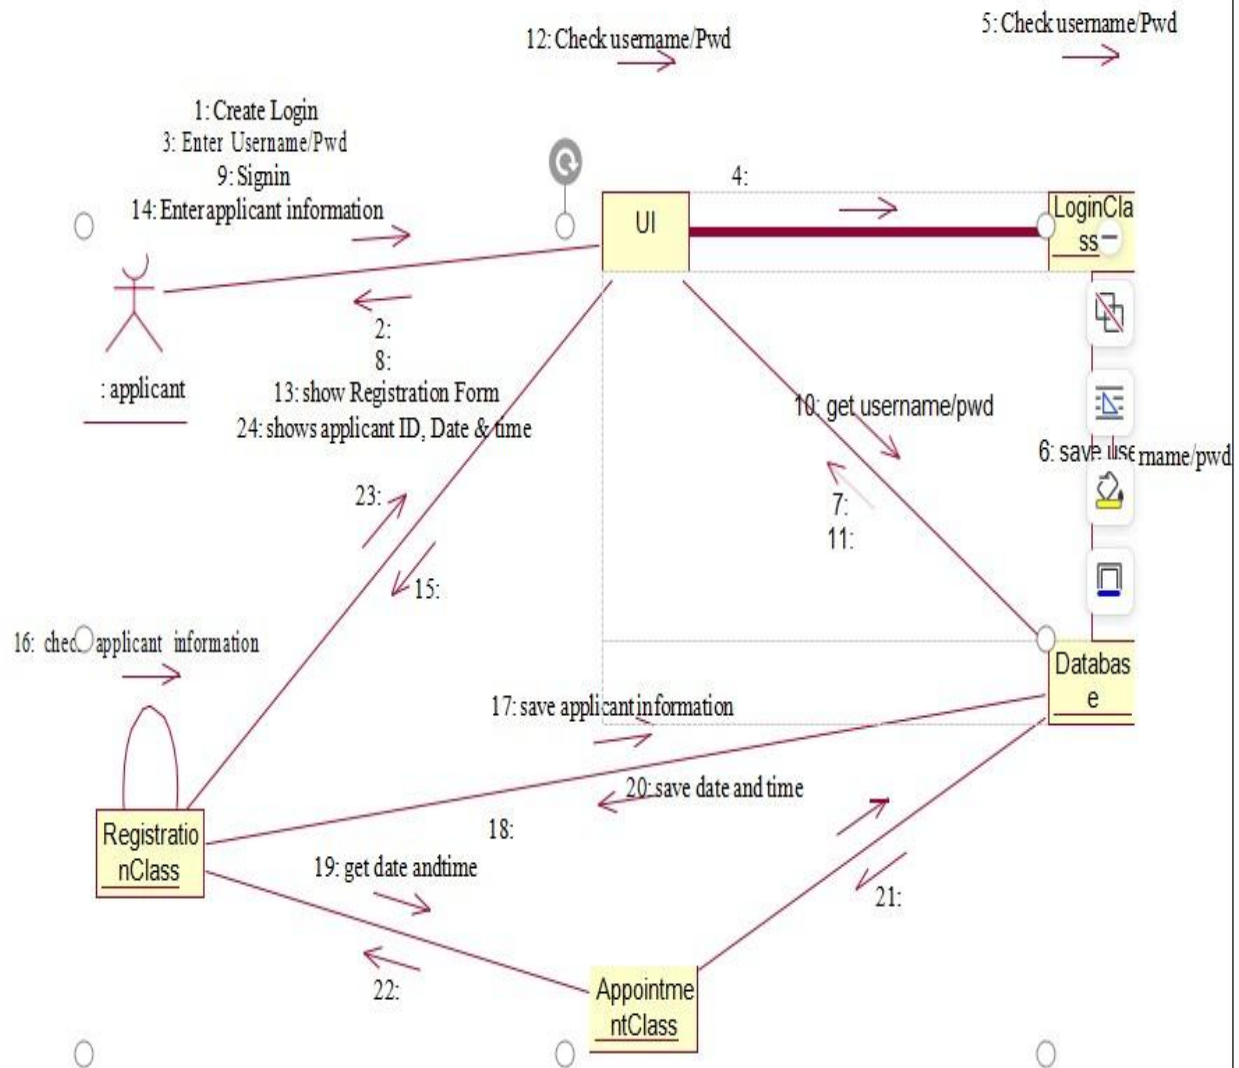 12: Check username/Pwd
5: Check username/Pwd
1: Create Login
3: Enter Username/Pwd
9: Signin
14: Enter applicant information
4:
UI
LoginCla
ss
2:
8:
: applicant
13: show Registration Form
24: shows applicant ID, Date & time
10: get username/pwd
6: save username/pwd
23:
7:
11:
15:
16: chec applicant information
Databas
e
17: save applicant information
20: save date and time
18:
Registratio
nClass
19: get date andtime
21:
22:
Appointme
ntClass